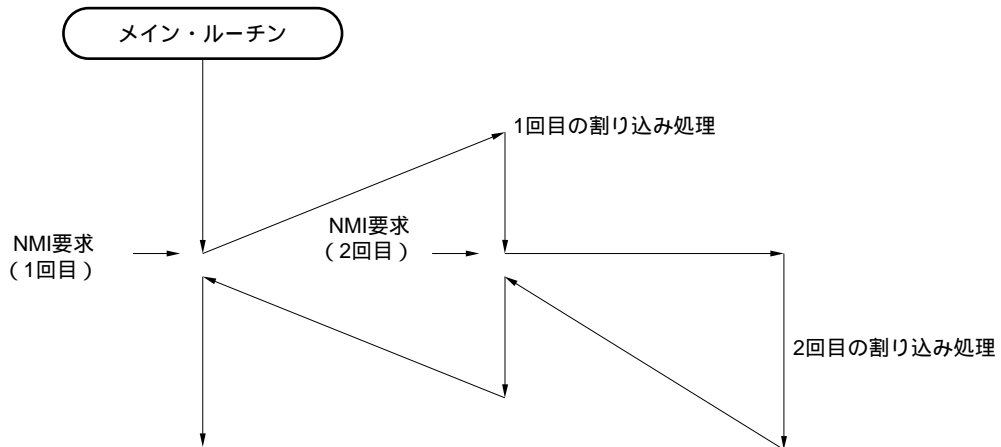 メイン・ルーチン
1回目の割り込み処理
NMI要求
（1回目）
NMI要求
（2回目）
2回目の割り込み処理